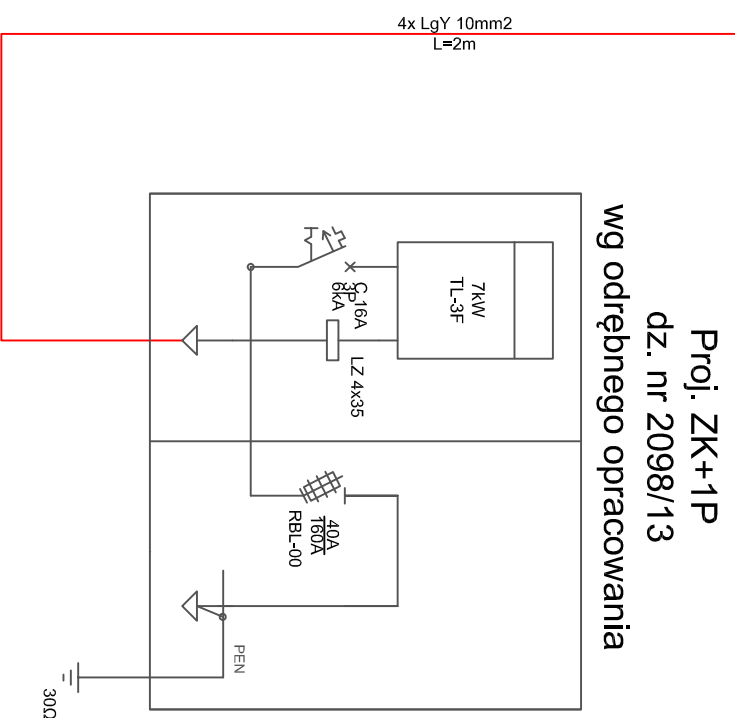 4x LgY 10mm2
L=2m
Proj. ZK+1P
dz. nr 2098/13
wg odrębnego opracowania
7kW
TL-3F
C 16A
3P
6kA
LZ 4x35
40A
160A
RBL-00
PEN
30Ω